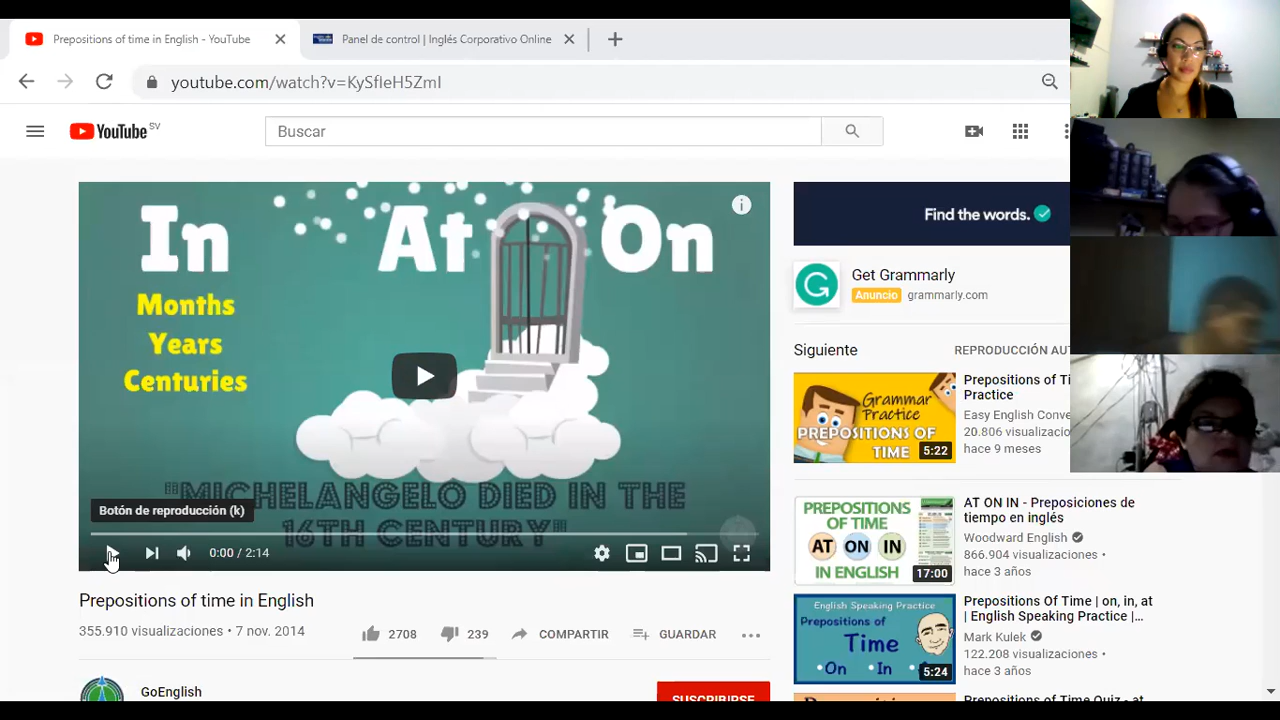 Prepositions of time in English - YouTube
Panel de control | Inglés Corporativo Online
youtube.com/watch?v=KySfIeH5ZmI
YouTube SV
Buscar
In At On
Months
Years
Centuries
"MICHELANGELO DIED IN THE
16TH CENTURY"
Botón de reproducción (k)
0:00 / 2:14
Prepositions of time in English
355.910 visualizaciones • 7 nov. 2014
2708
239
COMPARTIR
GUARDAR
GoEnglish
SUSCRIBIRSE
Find the words.
Get Grammarly
Anuncio grammarly.com
Siguiente
REPRODUCCIÓN AU
Grammar
Practice
PREPOSITIONS OF
TIME
5:22
Prepositions of Ti
Practice
Easy English Conve
20.806 visualizacio
hace 9 meses
PREPOSITIONS
OF TIME
AT ON IN
IN ENGLISH
17:00
AT ON IN - Preposiciones de
tiempo en inglés
Woodward English
866.904 visualizaciones •
hace 3 años
English Speaking Practice
Prepositions of
Time
• On • In •
5:24
Prepositions Of Time | on, in, at
| English Speaking Practice |...
Mark Kulek
122.208 visualizaciones •
hace 3 años
Prepositions of Time Quiz - at